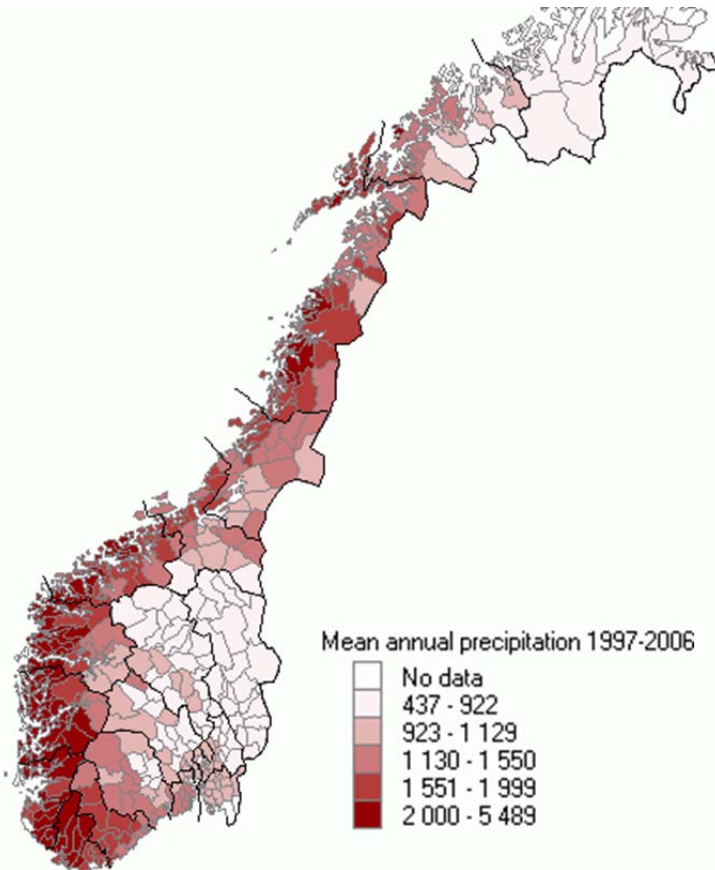 Mean annual precipitation 1997-2006
No data
437 - 922
923 - 1 129
1 130 - 1 550
1 551 - 1 999
2 000 - 5 489